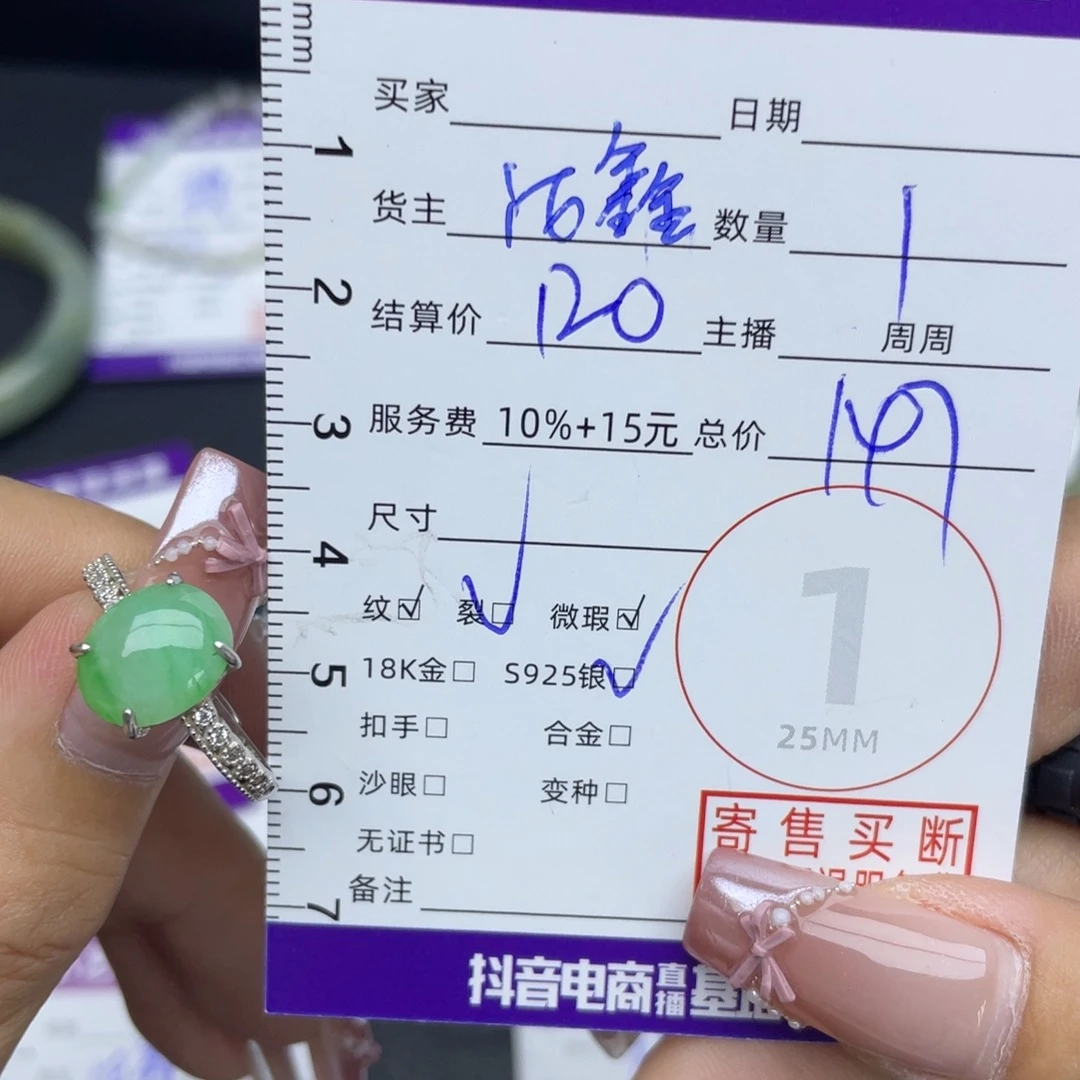 mm
买家 日期
1
货主 鑫 数量 1
2
结算价 120 主播 周周
3
服务费 10%+15元 总价
尺寸
4
纹☑ 裂☐ 微瑕☑
1
5
18K金☐ S925银☐
25MM
扣手☐ 合金☐
6
沙眼☐ 变种☐
寄售买断
无证书☐
7
备注
抖音电商直播基地